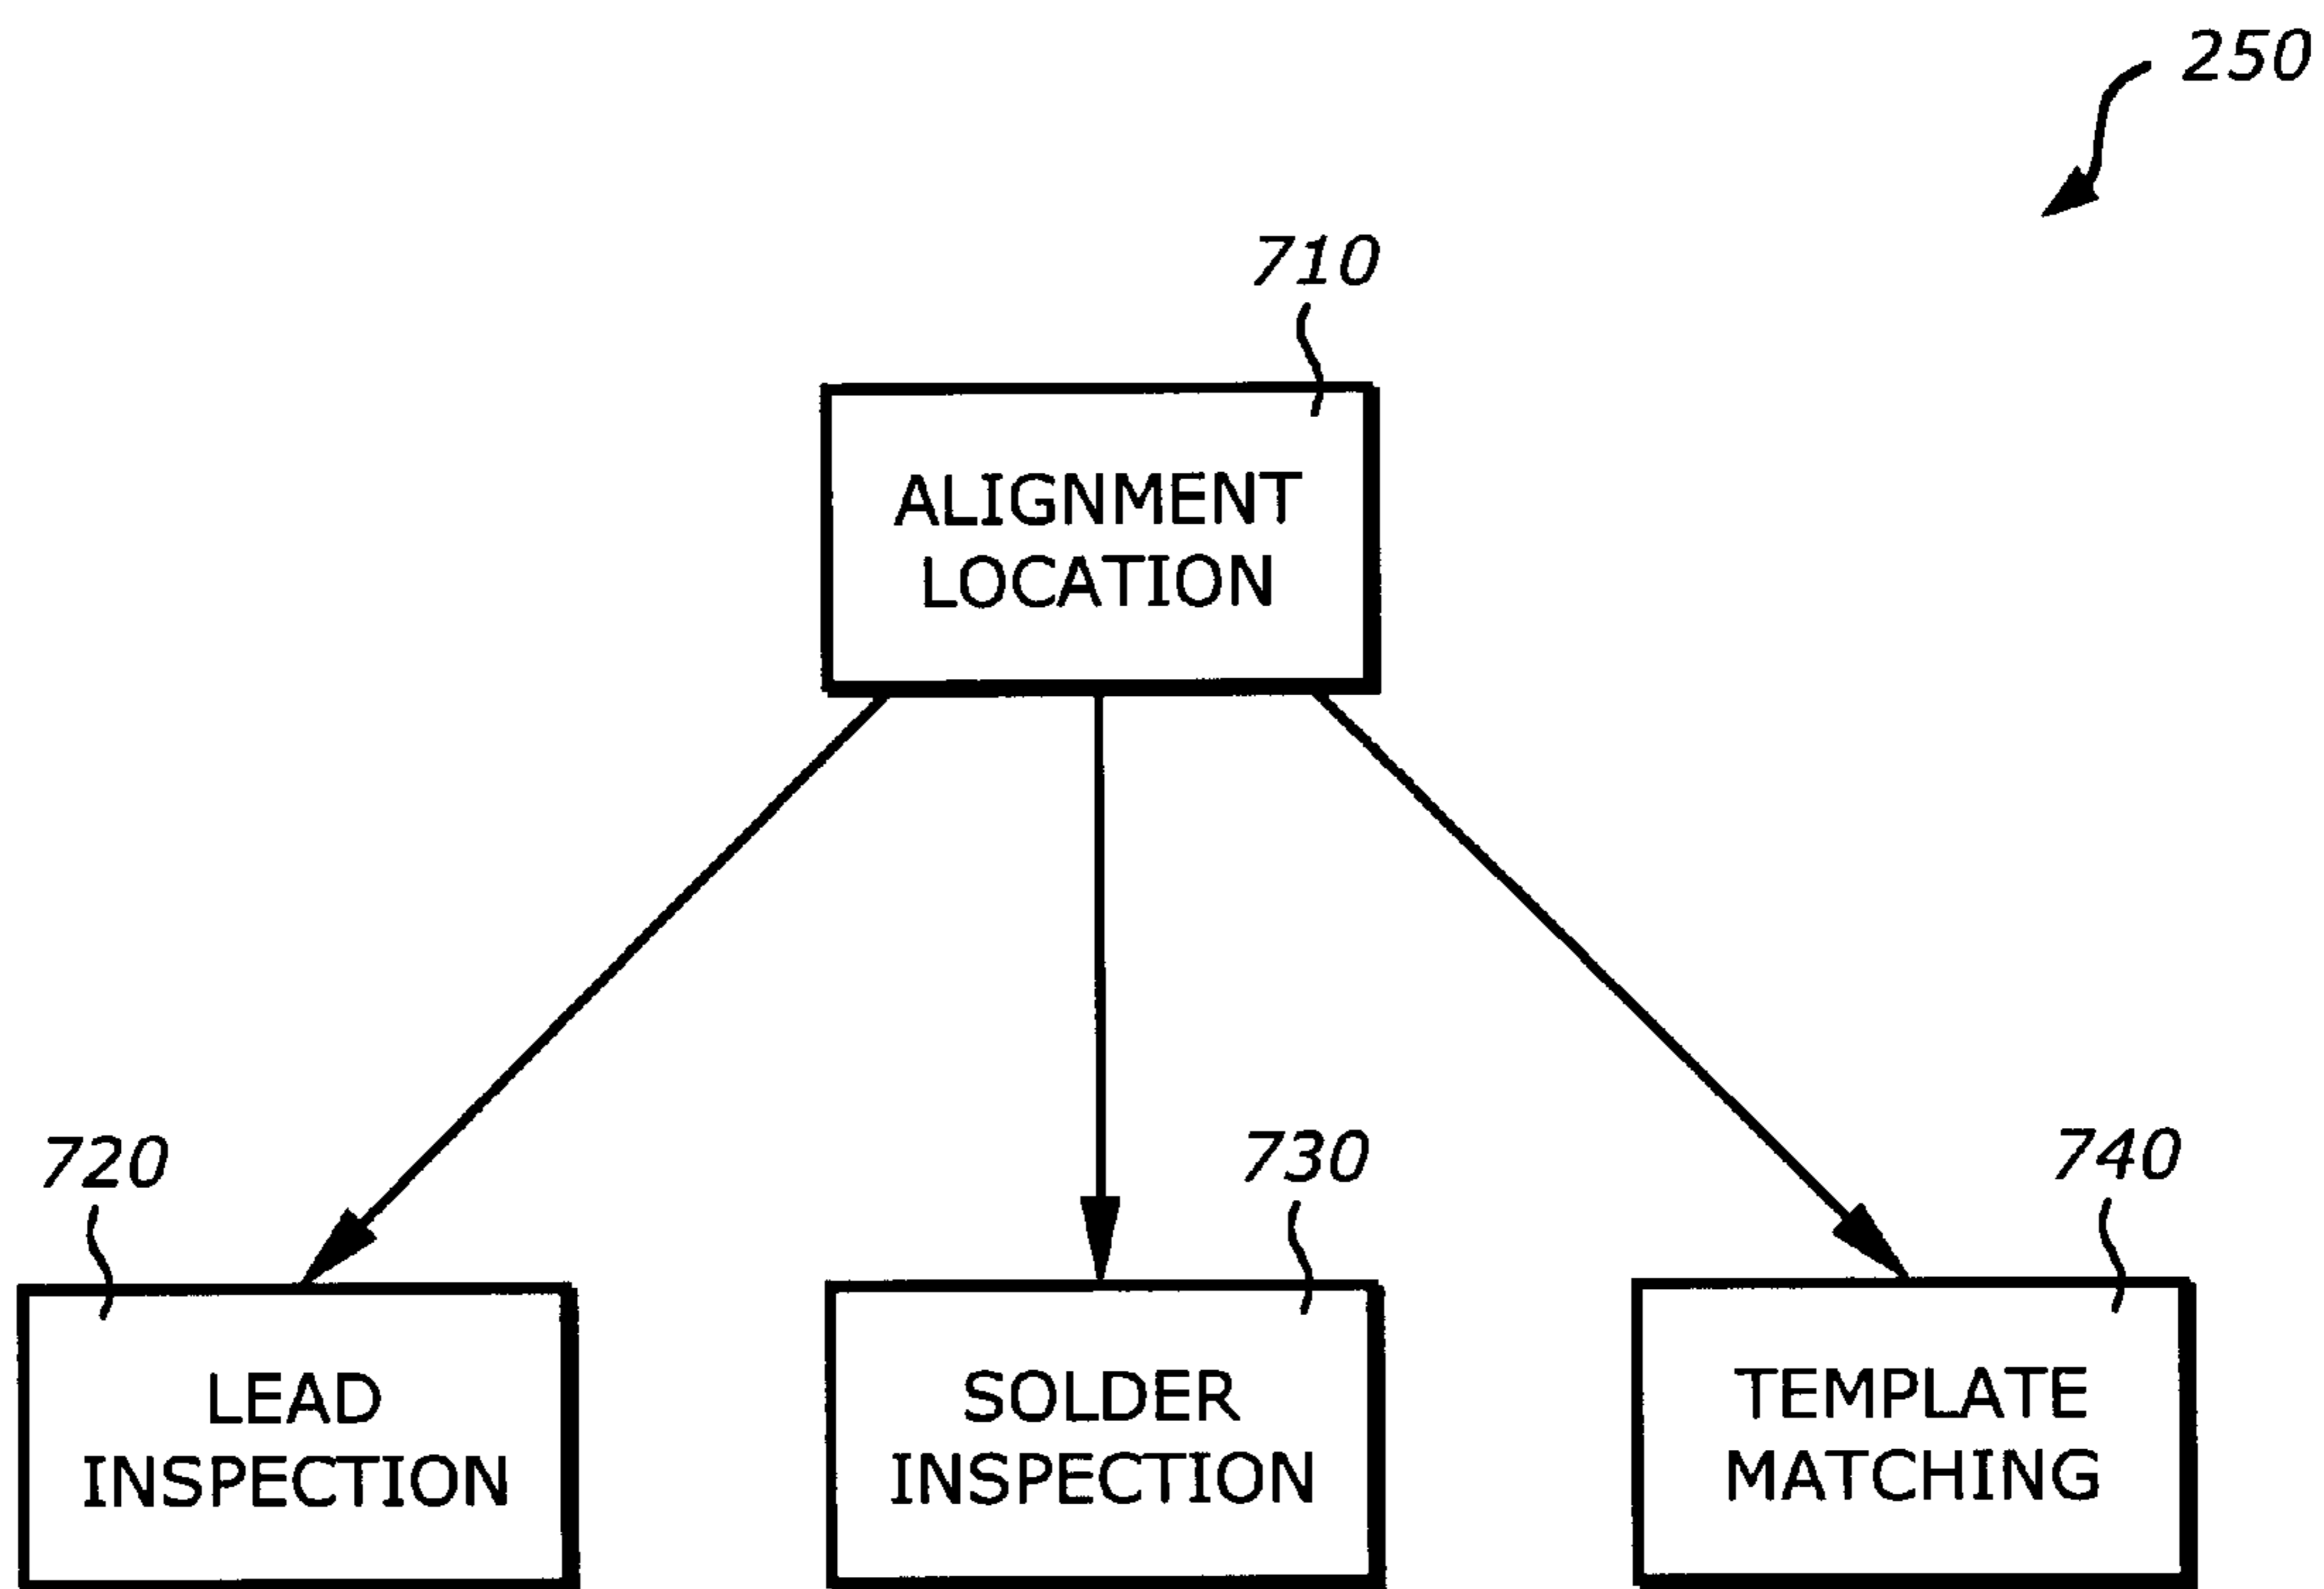 250
710
ALIGNMENT
LOCATION
720
730
740
LEAD
INSPECTION
SOLDER
INSPECTION
TEMPLATE
MATCHING